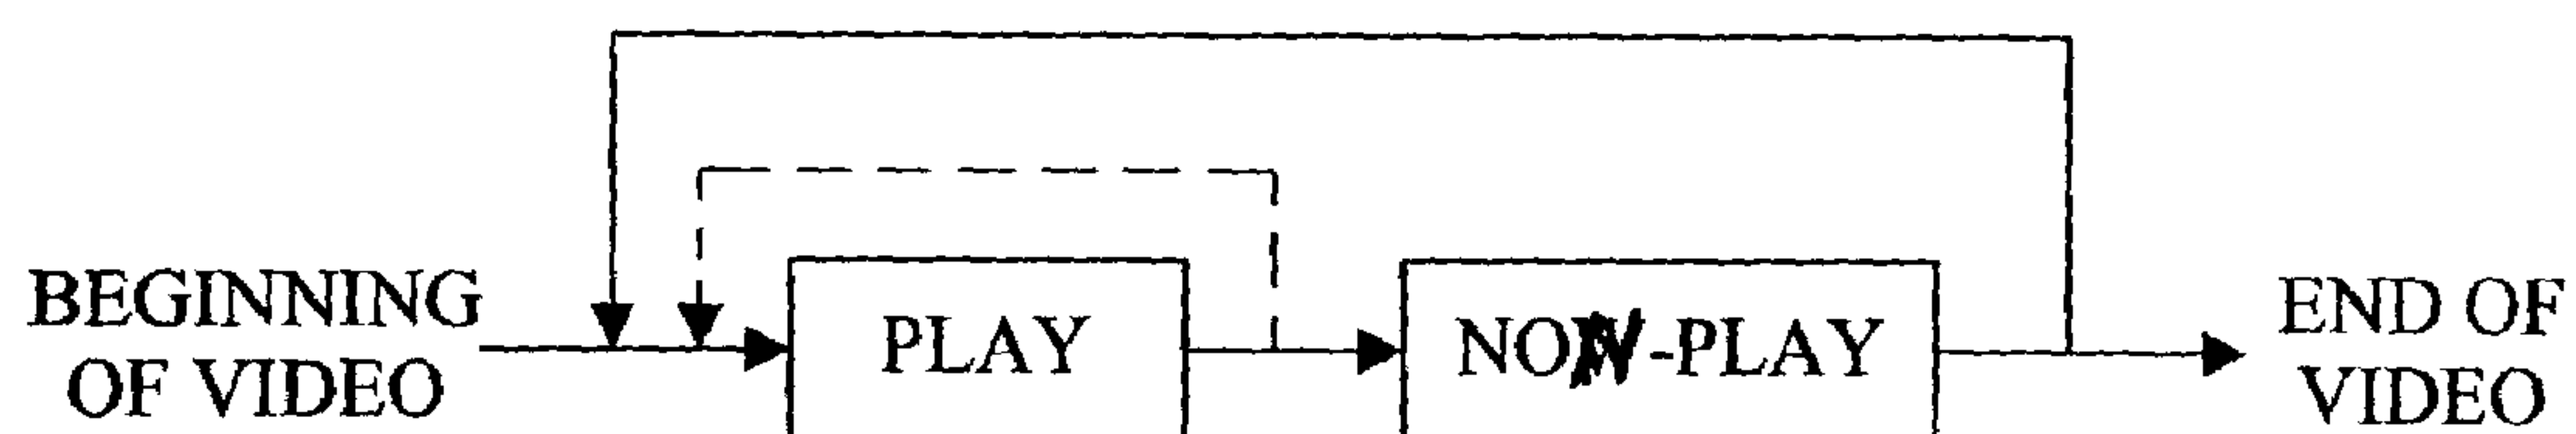 BEGINNING
OF VIDEO
PLAY
NON-PLAY
END OF
VIDEO